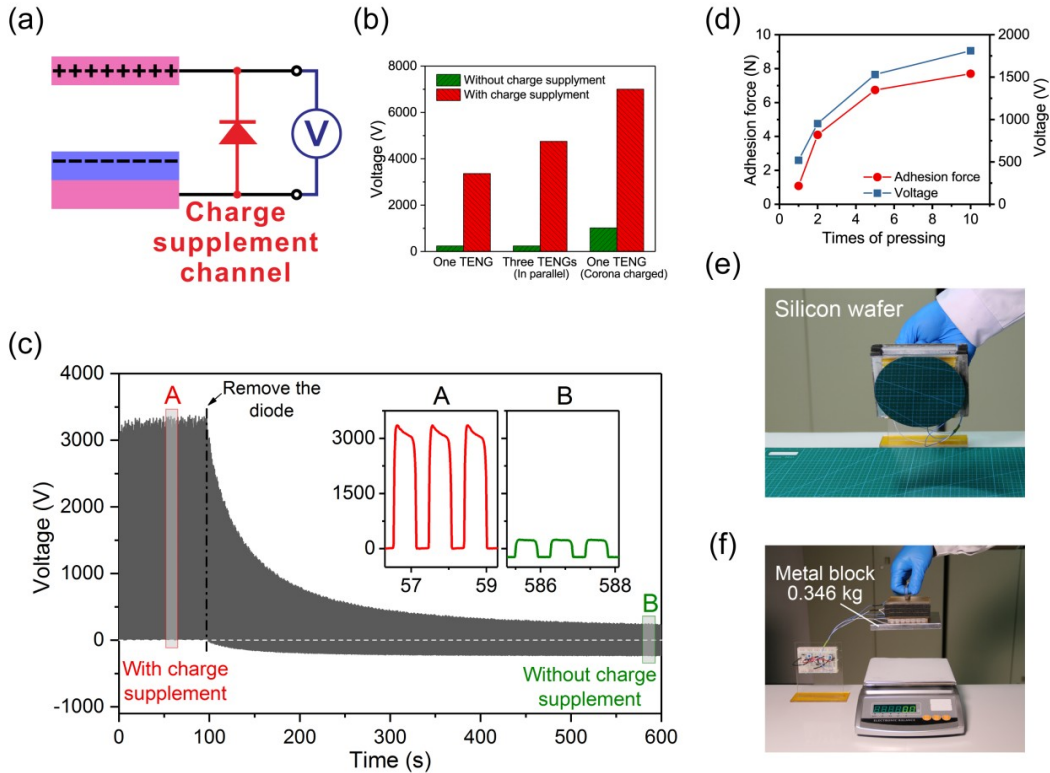 (a)
+++++++
V
Charge
supplement
channel
(b)
8000
6000
4000
2000
0
Voltage (V)
Without charge supplyment
With charge supplyment
One TENG
Three TENGs
(In parallel)
One TENG
(Corona charged)
(c)
4000
3000
2000
1000
0
-1000
Voltage (V)
A
Remove the
diode
With charge
supplement
A
3000
1500
0
57
59
B
586
588
B
Without charge
supplement
0
100
200
300
400
500
600
Time (s)
(d)
10
8
6
4
2
0
Adhesion force (N)
2000
1500
1000
500
0
Voltage (V)
Adhesion force
Voltage
0
2
4
6
8
10
Times of pressing
(e)
Silicon wafer
(f)
Metal block
0.346 kg